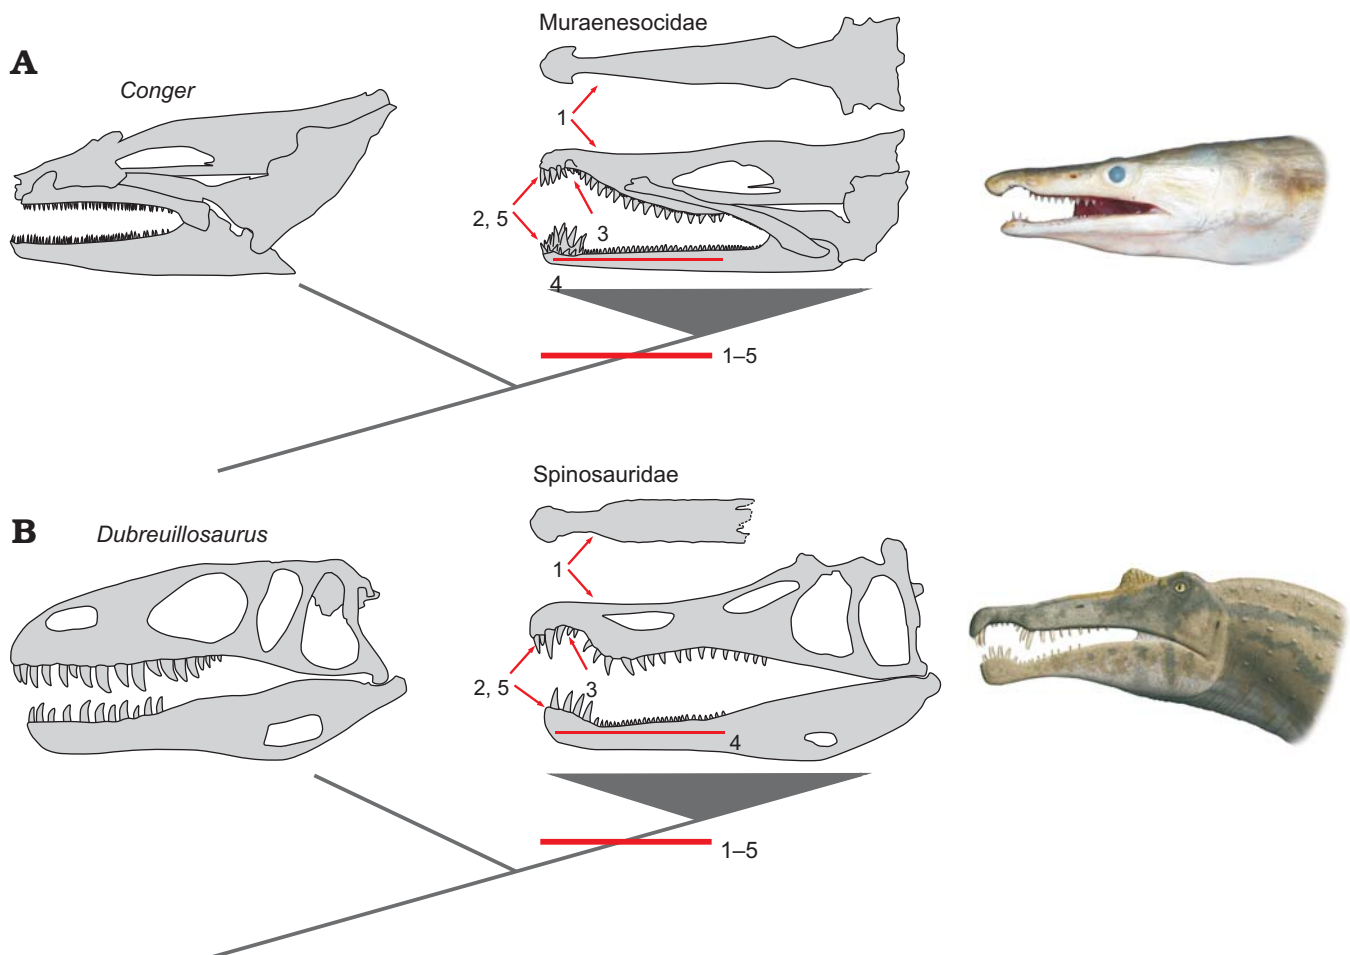 A
Muraenesocidae
Conger
1
2, 5
3
4
1–5
B
Spinosauridae
Dubreuillosaurus
1
2, 5
3
4
1–5